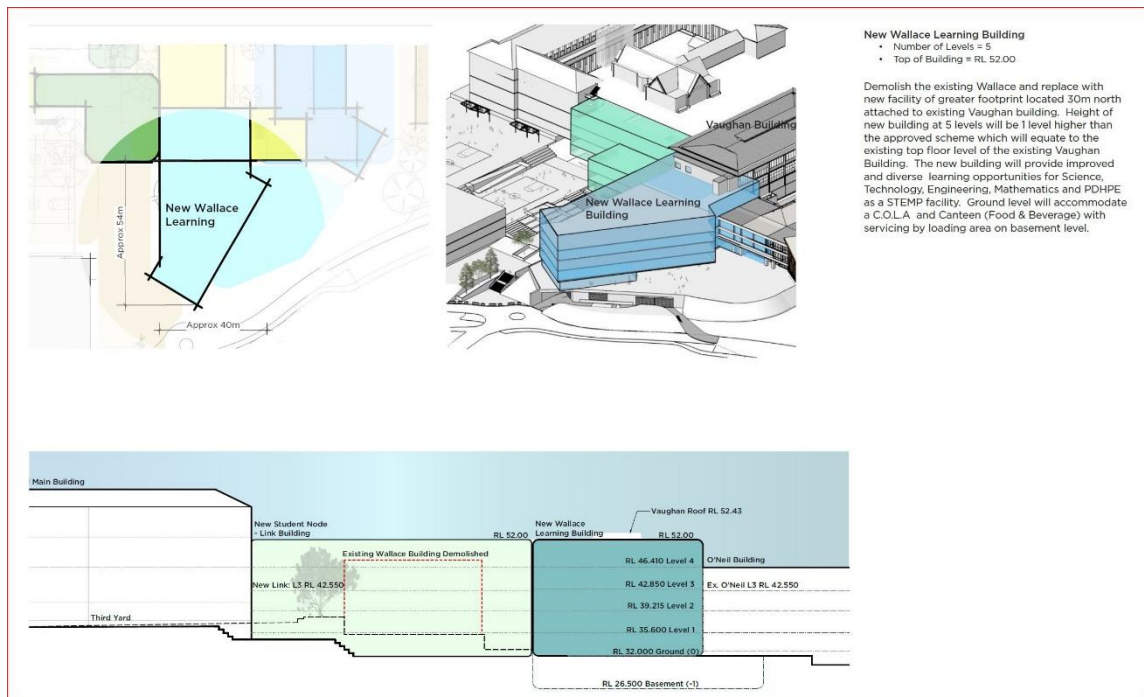 New Wallace
Learning
Approx 54m
Approx 40m
Vaughan Building
New Wallace Learning
Building
New Wallace Learning Building
• Number of Levels = 5
• Top of Building = RL 52.00
Demolish the existing Wallace and replace with
new facility of greater footprint located 30m north
attached to existing Vaughan building. Height of
new building at 5 levels will be 1 level higher than
the approved scheme which will equate to the
existing top floor level of the existing Vaughan
Building. The new building will provide improved
and diverse learning opportunities for Science,
Technology, Engineering, Mathematics and PDHPE
as a STEMP facility. Ground level will accommodate
a C.O.L.A and Canteen (Food & Beverage) with
servicing by loading area on basement level.
Main Building
Vaughan Roof RL 52.43
New Student Node
- Link Building
RL 52.00
New Wallace
Learning Building
RL 52.00
Existing Wallace Building Demolished
RL 46.410 Level 4
O'Neil Building
New Link: L3 RL 42.550
RL 42.850 Level 3
Ex. O'Neil L3 RL 42.550
RL 39.215 Level 2
Third Yard
RL 35.600 Level 1
RL 32.000 Ground (0)
RL 26.500 Basement (-1)